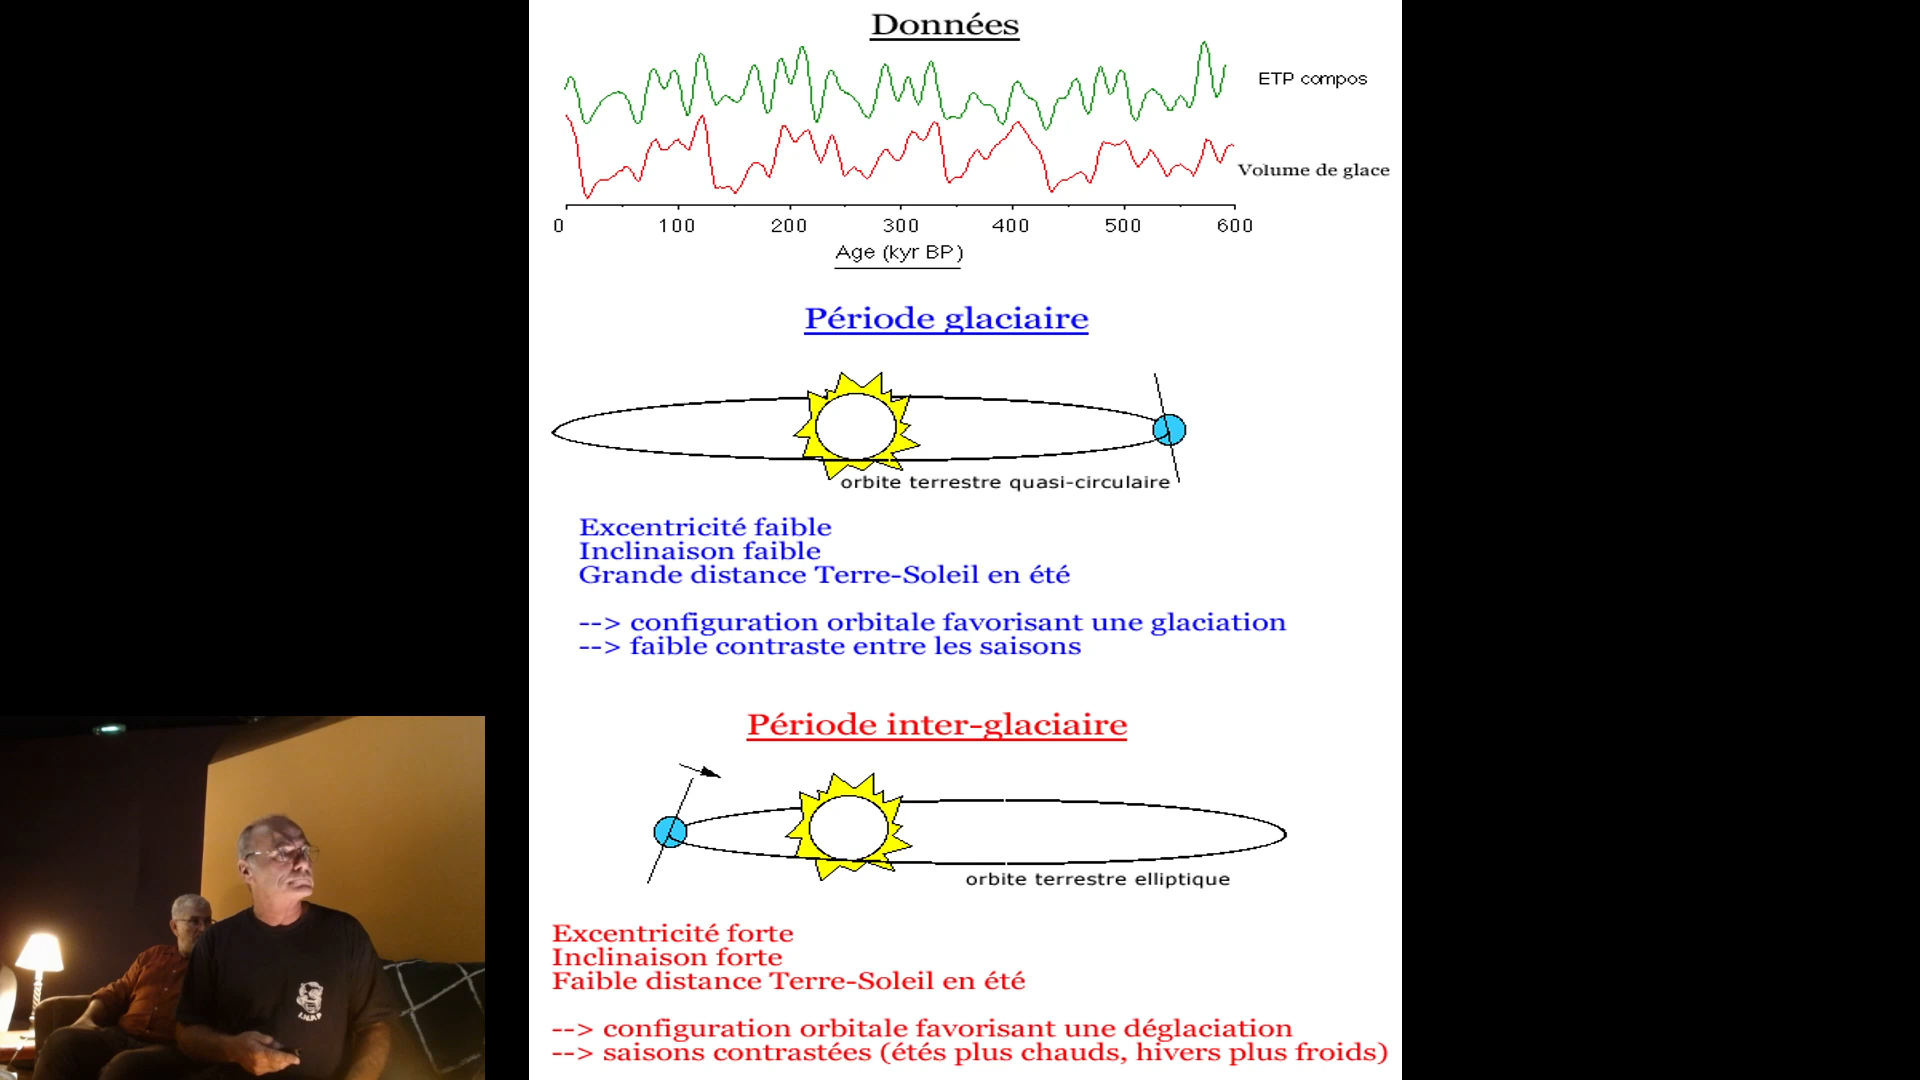 Données
ETP compos
Volume de glace
0 100 200 300 400 500 600
Age (kyr BP)
Période glaciaire
orbite terrestre quasi-circulaire
Excentricité faible
Inclinaison faible
Grande distance Terre-Soleil en été
--> configuration orbitale favorisant une glaciation
--> faible contraste entre les saisons
Période inter-glaciaire
orbite terrestre elliptique
Excentricité forte
Inclinaison forte
Faible distance Terre-Soleil en été
--> configuration orbitale favorisant une déglaciation
--> saisons contrastées (étés plus chauds, hivers plus froids)